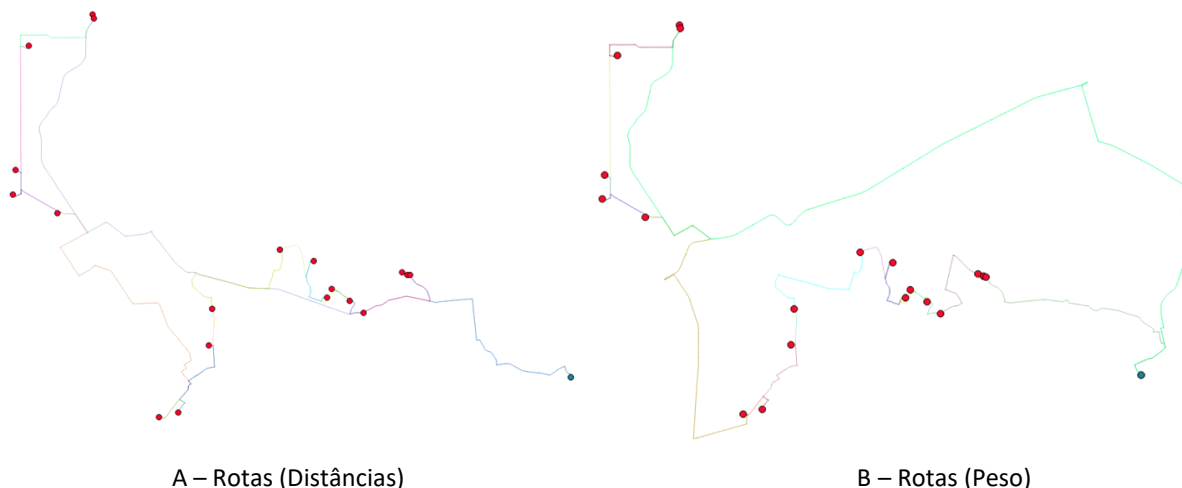 A – Rotas (Distâncias)
B – Rotas (Peso)